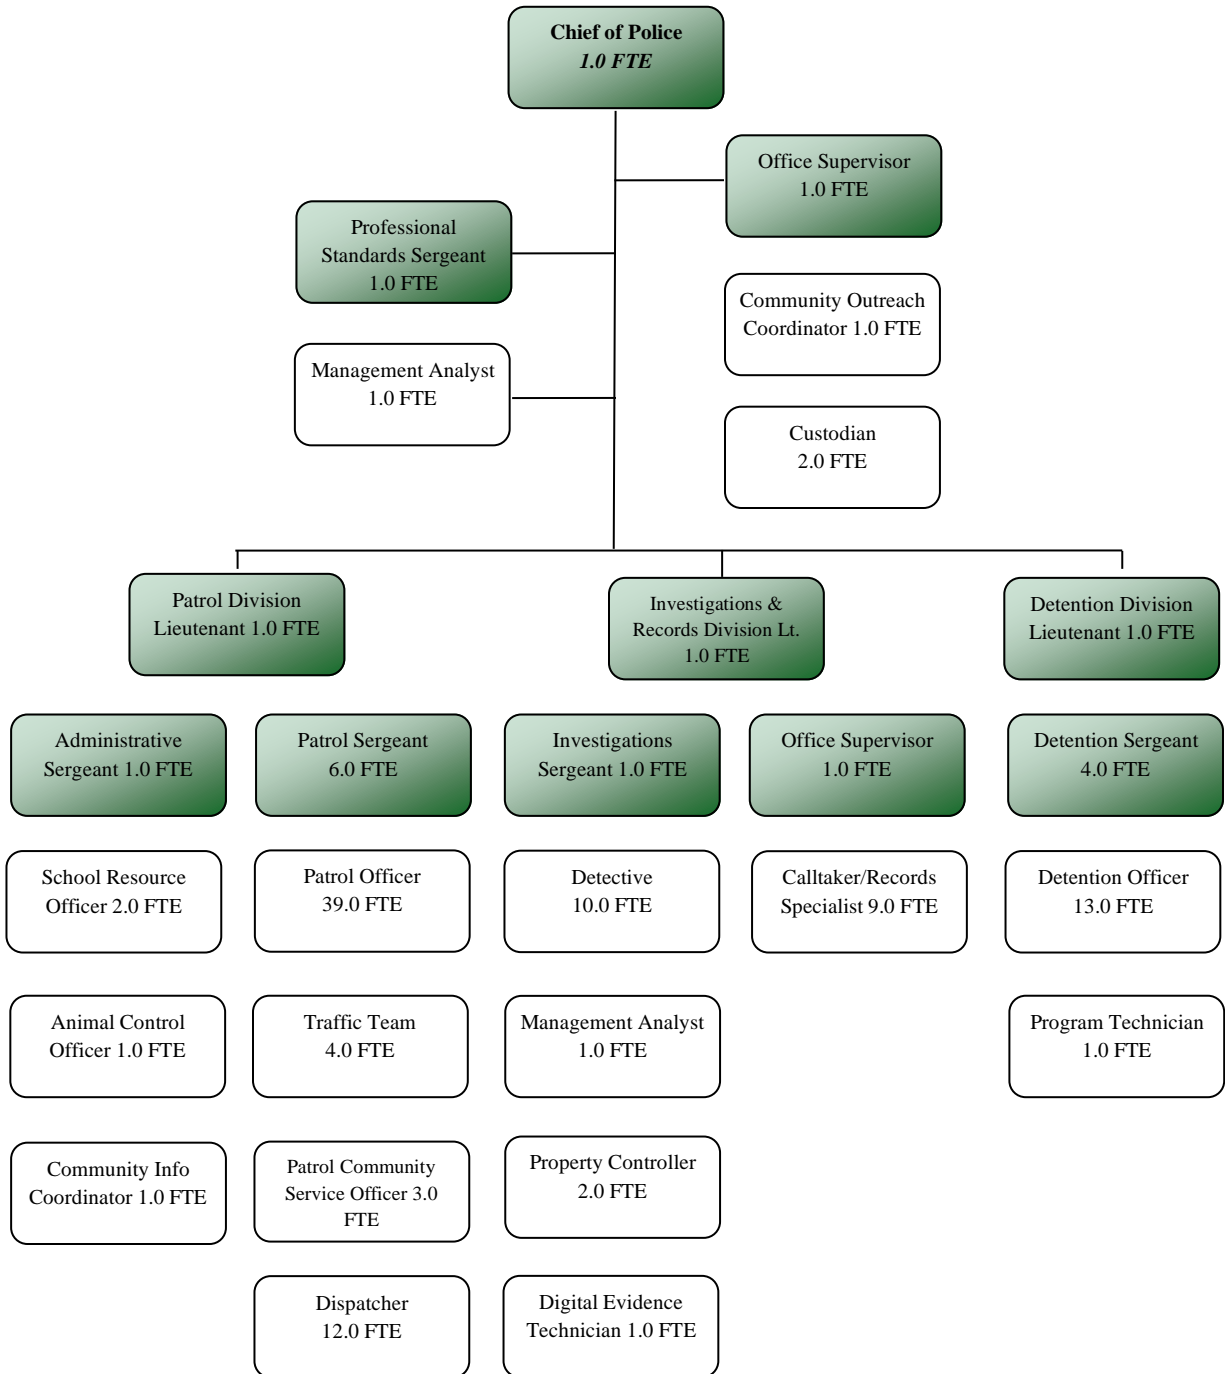 Chief of Police
1.0 FTE
Office Supervisor
1.0 FTE
Professional
Standards Sergeant
1.0 FTE
Community Outreach
Coordinator 1.0 FTE
Management Analyst
1.0 FTE
Custodian
2.0 FTE
Patrol Division
Lieutenant 1.0 FTE
Investigations &
Records Division Lt.
1.0 FTE
Detention Division
Lieutenant 1.0 FTE
Administrative
Sergeant 1.0 FTE
Patrol Sergeant
6.0 FTE
Investigations
Sergeant 1.0 FTE
Office Supervisor
1.0 FTE
Detention Sergeant
4.0 FTE
School Resource
Officer 2.0 FTE
Patrol Officer
39.0 FTE
Detective
10.0 FTE
Calltaker/Records
Specialist 9.0 FTE
Detention Officer
13.0 FTE
Animal Control
Officer 1.0 FTE
Traffic Team
4.0 FTE
Management Analyst
1.0 FTE
Program Technician
1.0 FTE
Community Info
Coordinator 1.0 FTE
Patrol Community
Service Officer 3.0
FTE
Property Controller
2.0 FTE
Dispatcher
12.0 FTE
Digital Evidence
Technician 1.0 FTE